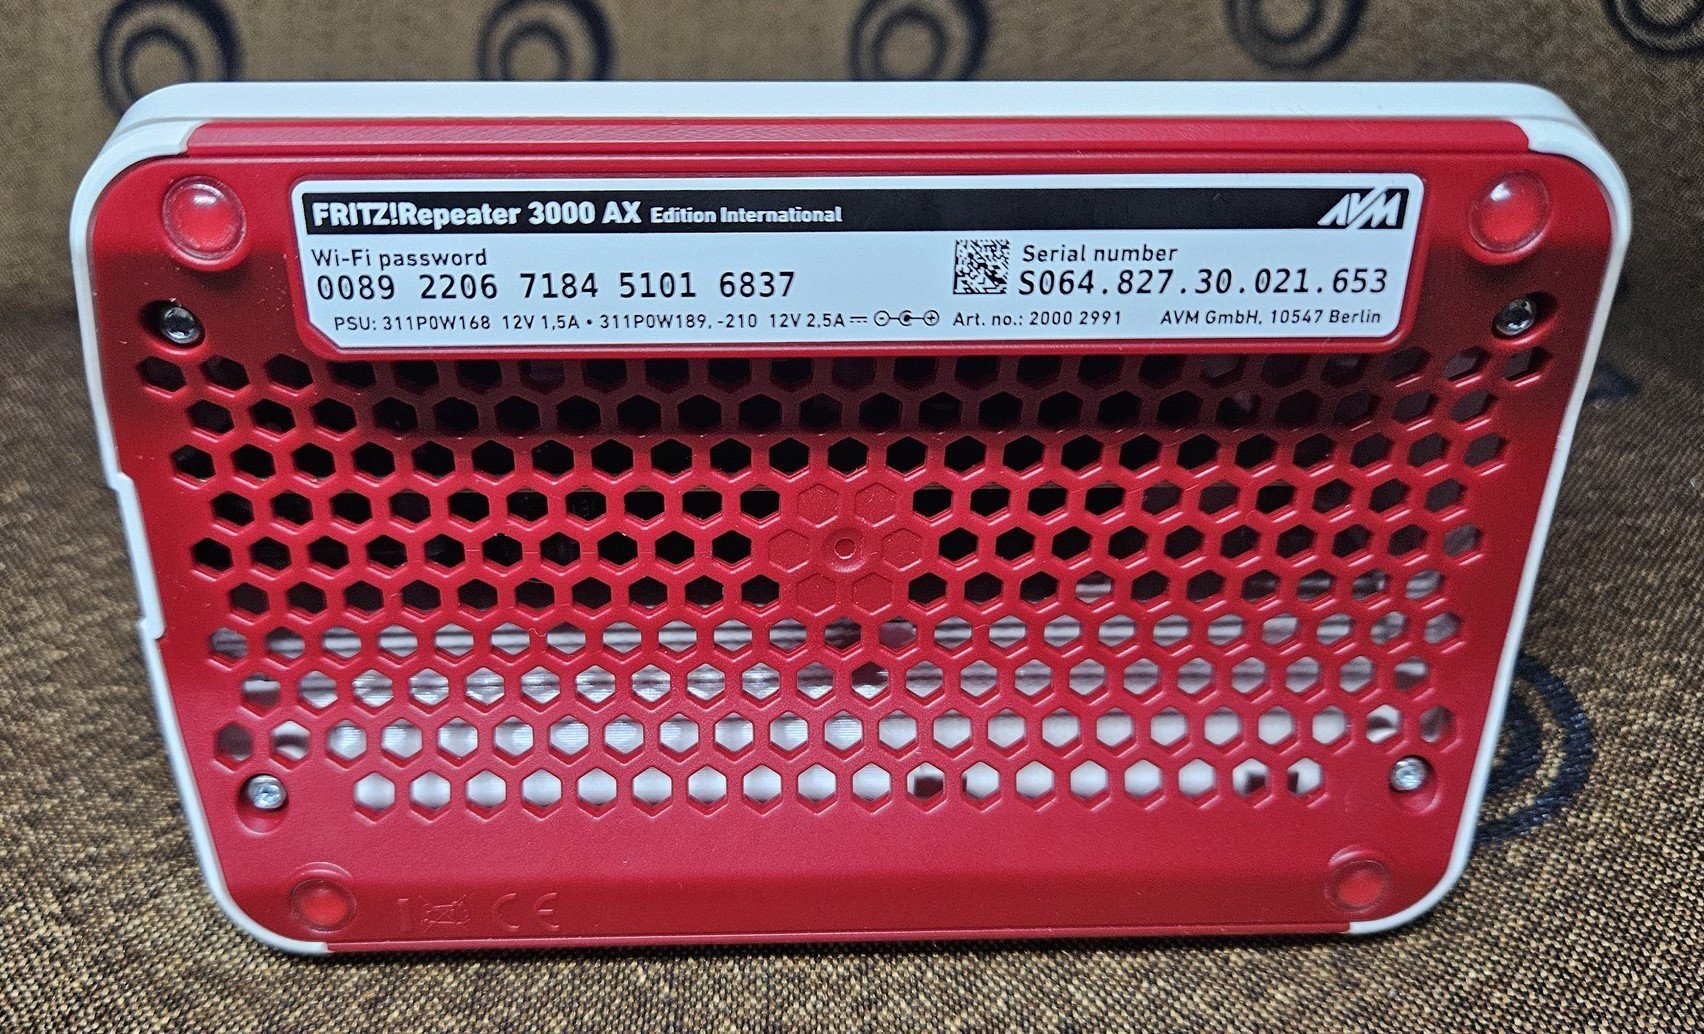 FRITZ!Repeater 3000 AX Edition International AVM
Wi-Fi password
0089 2206 7184 5101 6837
Serial number
S064.827.30.021.653
PSU: 311P0W168 12V 1,5A • 311P0W189, -210 12V 2,5A Art. no.: 2000 2991 AVM GmbH, 10547 Berlin
CE